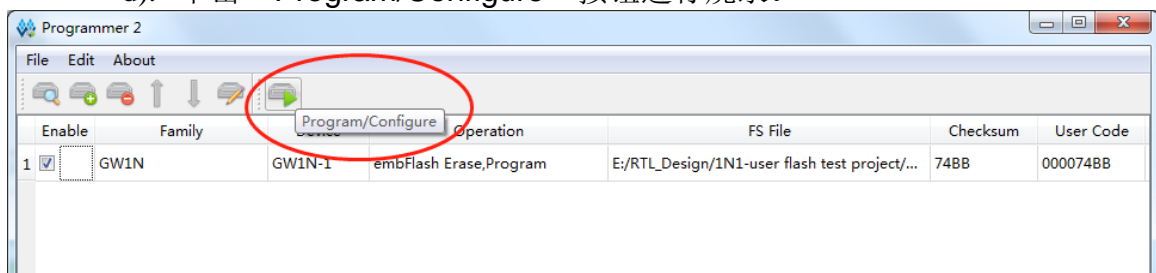 Programmer 2
File Edit About
Program/Configure
Enable Family Operation FS File Checksum User Code
1 GW1N GW1N-1 embFlash Erase,Program E:/RTL_Design/1N1-user flash test project/... 74BB 000074BB